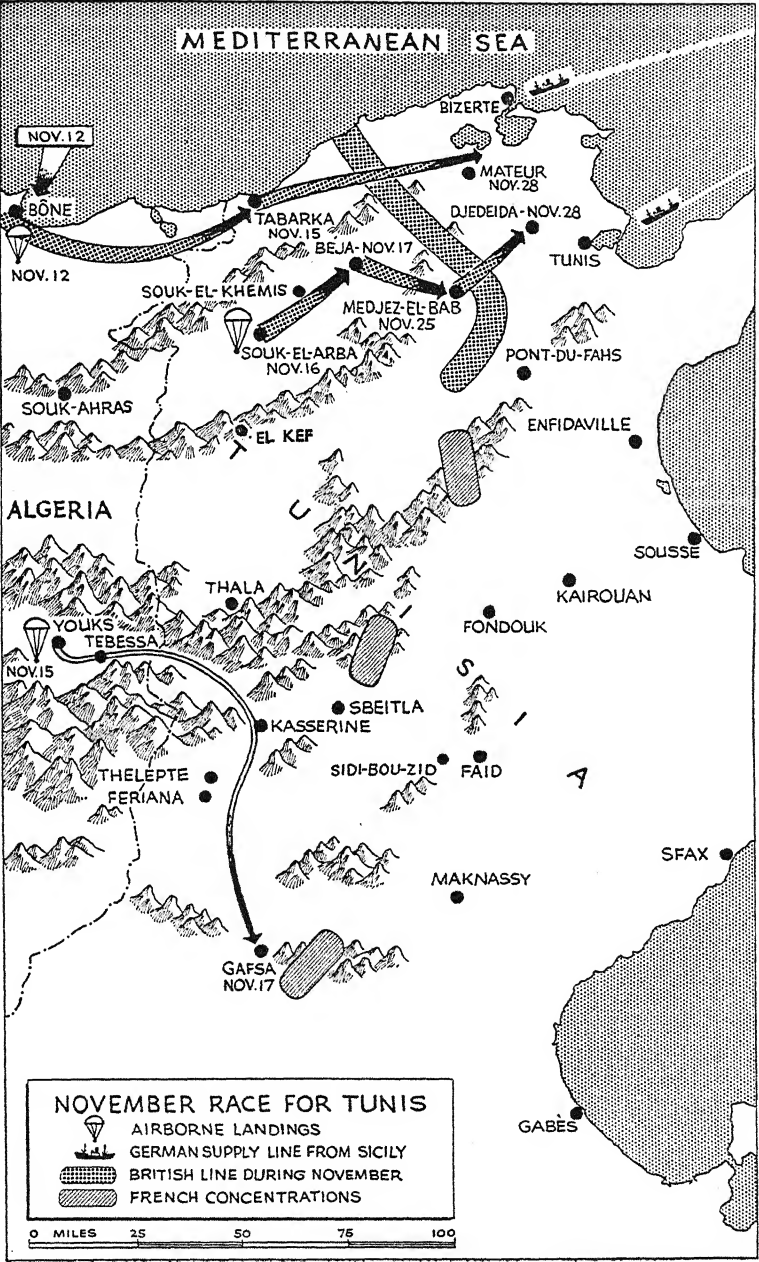 MEDITERRANEAN SEA
BIZERTE
NOV. 12
MATEUR
NOV. 28
BÔNE
TABARKA
NOV. 15
DJEDEIDA-NOV. 28
NOV. 12
BEJA-NOV. 17
TUNIS
SOUK-EL-KHEMIS
MEDJEZ-EL-BAB
NOV. 25
SOUK-EL-ARBA
NOV. 16
PONT-DU-FAHS
SOUK-AHRAS
ENFIDAVILLE
EL KEF
TUNISIA
ALGERIA
SOUSSE
THALA
KAIROUAN
YOUKS
FONDOUK
TEBESSA
NOV. 15
SBEITLA
KASSERINE
SIDI-BOU-ZID
FAID
THELEPTE
FERIANA
SFAX
MAKNASSY
GAFSA
NOV. 17
GABÈS
NOVEMBER RACE FOR TUNIS
AIRBORNE LANDINGS
GERMAN SUPPLY LINE FROM SICILY
BRITISH LINE DURING NOVEMBER
FRENCH CONCENTRATIONS
0 MILES 25 50 75 100